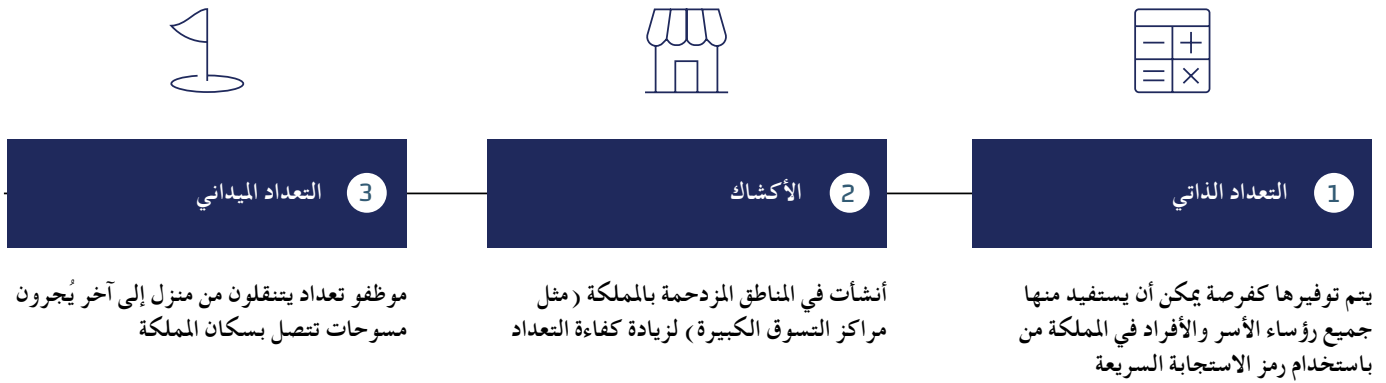 1 التعداد الذاتي
يتم توفيرها كفرصة يمكن أن يستفيد منها
جميع رؤساء الأسر والأفراد في المملكة من
باستخدام رمز الاستجابة السريعة
2 الأكشاك
أنشأت في المناطق المزدحمة بالمملكة (مثل
مراكز التسوق الكبيرة) لزيادة كفاءة التعداد
3 التعداد الميداني
موظفو تعداد يتنقلون من منزل إلى آخر يُجرون
مسوحات تتصل بسكان المملكة